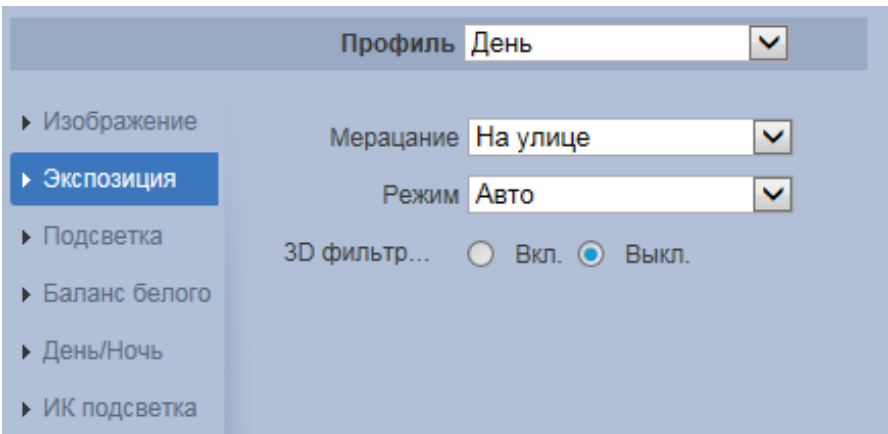 Профиль День
Изображение
Мерацание На улице
Экспозиция
Режим Авто
Подсветка
3D фильтр... Вкл. Выкл.
Баланс белого
День/Ночь
ИК подсветка